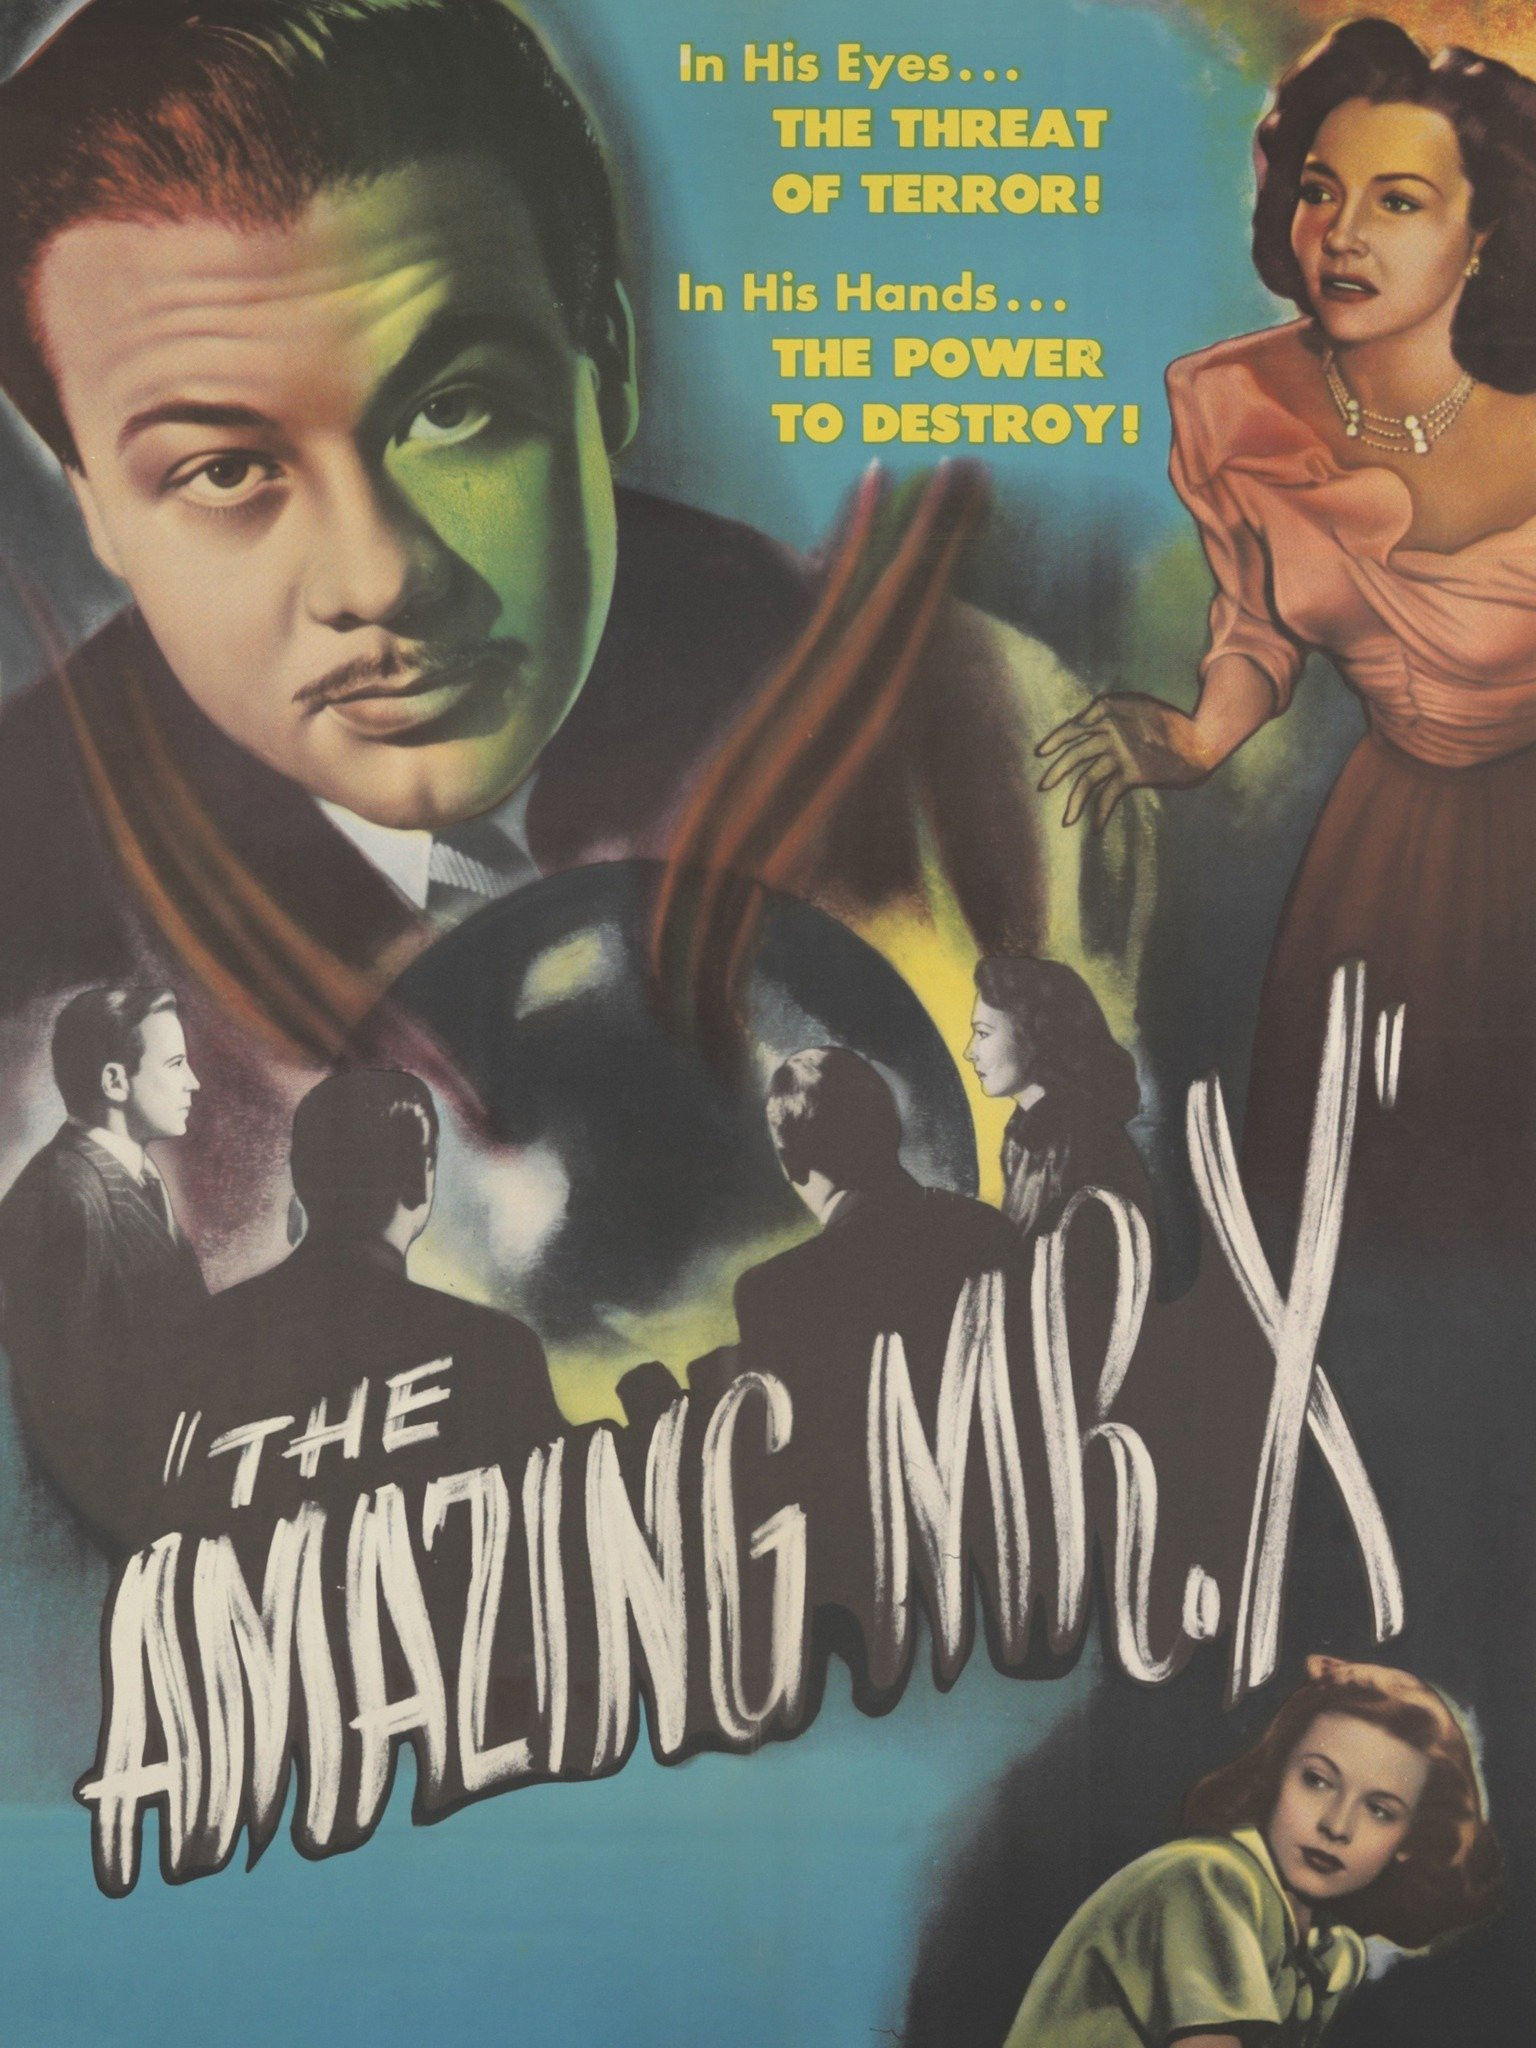 In His Eyes...
THE THREAT
OF TERROR!
In His Hands...
THE POWER
TO DESTROY!
"THE
AMAZING MR. X"